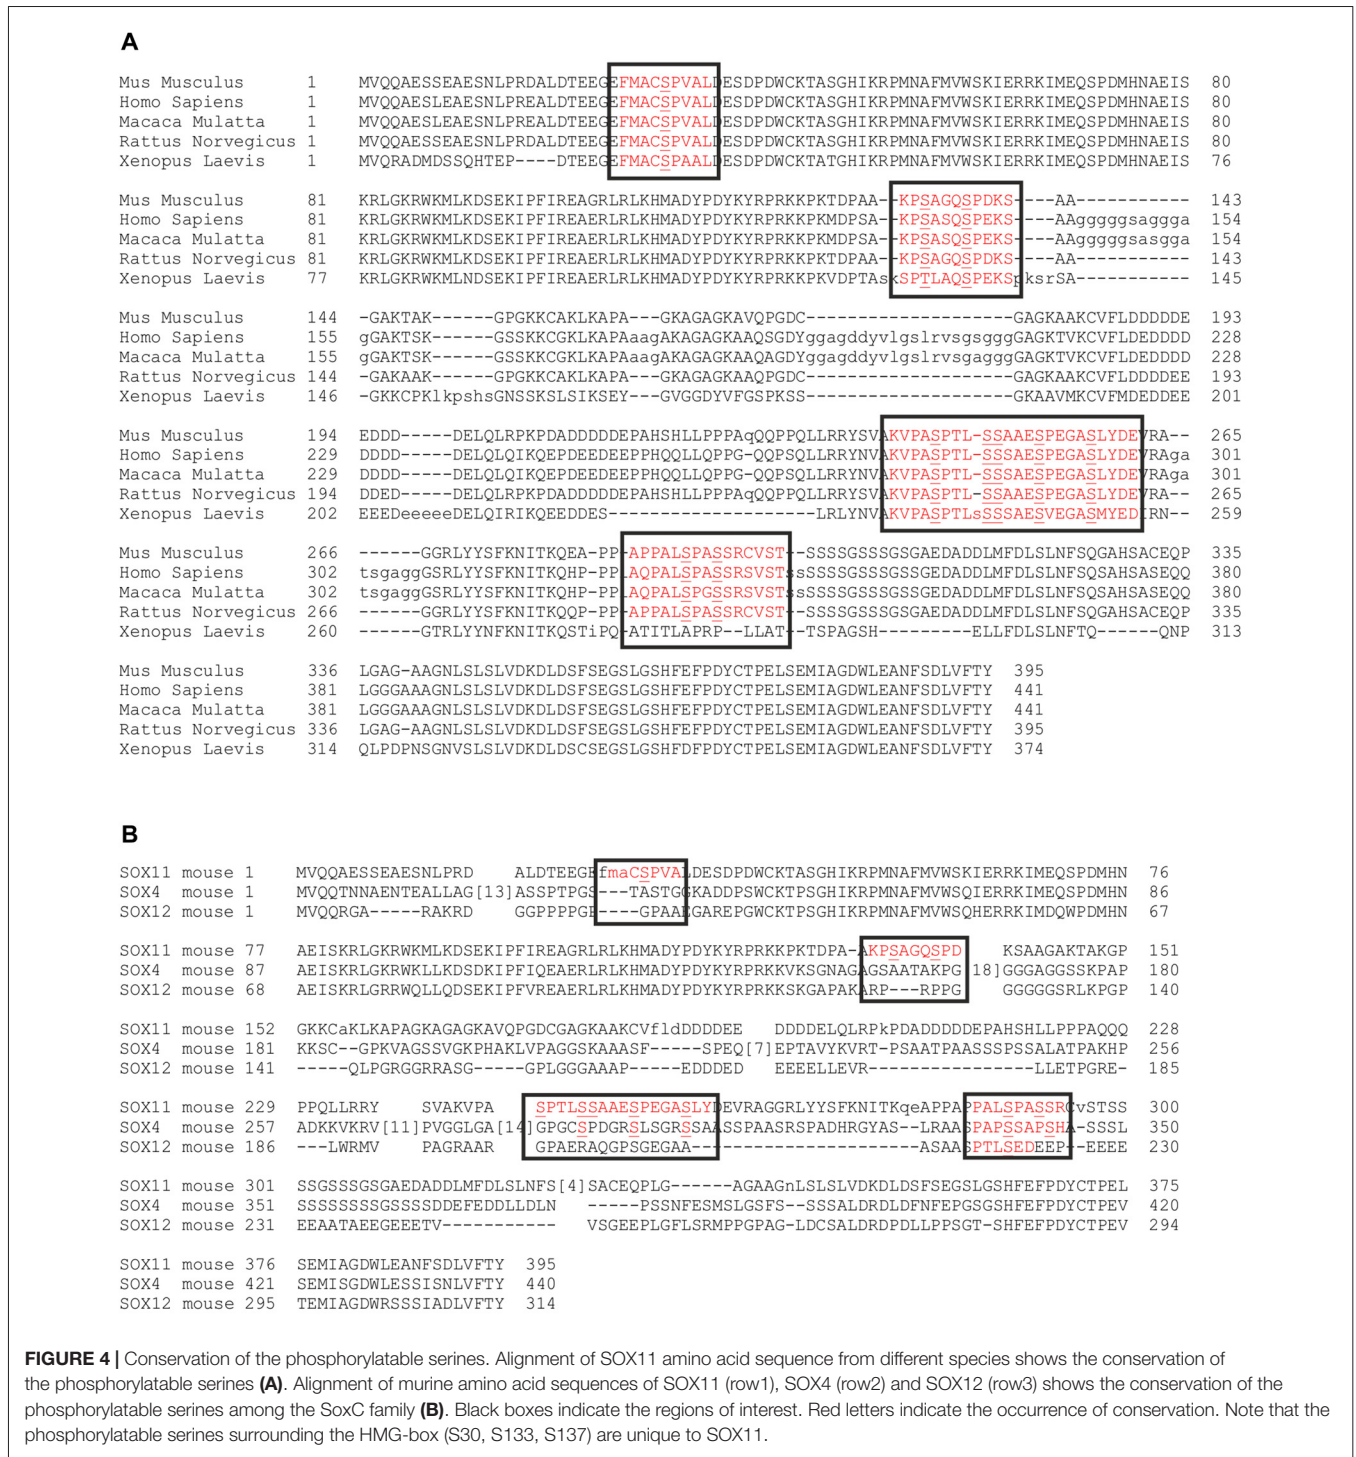 A
Mus Musculus 1 MVQQAESSEAESNLPRDALDTEEGEFMACSPVALDESDPDWCKTASGHIKRPMNAFMVWSKIERRKIMEQSPDMHNAEIS 80
Homo Sapiens 1 MVQQAESLEAESNLPREALDTEEGEFMACSPVALDESDPDWCKTASGHIKRPMNAFMVWSKIERRKIMEQSPDMHNAEIS 80
Macaca Mulatta 1 MVQQAESLESNLPREALDTEEGEFMACSPVALDESDPDWCKTASGHIKRPMNAFMVWSKIERRKIMEQSPDMHNAEIS 80
Rattus Norvegicus 1 MVQQAESSEAESNLPRDALDTEEGEFMACSPVALDESDPDWCKTASGHIKRPMNAFMVWSKIERRKIMEQSPDMHNAEIS 80
Xenopus Laevis 1 MVQRADMDSSQHTEP----DTEEGEFMACSPAALDESDPDWCKTATGHIKRPMNAFMVWSKIERRKIMEQSPDMHNAEIS 76
Mus Musculus 81 KRLGKRWKMLKDSEKIPFIREAGRLRLKHMADYPDYKYRPRKKPKTDPAA-KPSAGQSPDKS----AA------------ 143
Homo Sapiens 81 KRLGKRWKMLKDSEKIPFIREAERLRLKHMADYPDYKYRPRKKPKMDPSA-KPSASQSPEKS----AAgggggsaggga 154
Macaca Mulatta 81 KRLGKRWKMLKDSEKIPFIREAERLRLKHMADYPDYKYRPRKKPKMDPSA-KPSASQSPEKS----AAgggggsasgga 154
Rattus Norvegicus 81 KRLGKRWKMLKDSEKIPFIREAERLRLKHMADYPDYKYRPRKKPKTDPAA-KPSAGQSPDKS----AA----------- 143
Xenopus Laevis 77 KRLGKRWKMLNDSEKIPFIREAERLRLKHMADYPDYKYRPRKKPKVDPTAskSPTLAQSPEKSpksrSA----------- 145
Mus Musculus 144 -GAKTAK------GPGKKCAKLKAPA---GKAGAGKAVQPGDC--------------------GAGKAAKCVFLDDDDDE 193
Homo Sapiens 155 gGAKTSK------GSSKKCGKLKAPAaagAKAGAGKAAQSGDYggagddyvlgslrvsgsgggGAGKTVKCVFLDEDDDD 228
Macaca Mulatta 155 gGAKTSK------GSSKKCGKLKAPAaagAKAGAGKAAQAGDYggagddyvlgslrvsgsgggGAGKTVKCVFLDEDDDD 228
Rattus Norvegicus 144 -GAKAAK------GPGKKCAKLKAPA---GKAGAGKAAQPGDC--------------------GAGKAAKCVFLDDDDEE 193
Xenopus Laevis 146 -GKKCPKlkpshsGNSSKSLSIKSEY---GVGGDYVFGSPKSS--------------------GKAAVMKCVFMDEDDEE 201
Mus Musculus 194 EDDD-----DELQLRPKPDADDDDDEPAHSHLLPPPAqQQPPQLLRRYSVAKVPASPTL-SSAAESPEGASLYDEVRA-- 265
Homo Sapiens 229 DDDD-----DELQLQIKQEPDEEDEEPPHQQLLQPPG-QQPSQLLRRYNVAKVPASPTL-SSSAESPEGASLYDEVRAga 301
Macaca Mulatta 229 DDDD-----DELQLQIKQEPDEEDEEPPHQQLLQPPG-QQPSQLLRRYNVAKVPASPTL-SSSAESPEGASLYDEVRAga 301
Rattus Norvegicus 194 DDED-----DELQLRPKPDADDDDDEPAHSHLLPPPAqQQPPQLLRRYSVAKVPASPTL-SSAAESPEGASLYDEVRA-- 265
Xenopus Laevis 202 EEEDeeeeeDELQIRIKQEEDDES--------------------LRLYNVAKVPASPTLsSSSAESVEGASMYEDIRN-- 259
Mus Musculus 266 ------GGRLYYSFKNITKQEA-PP-APPALSPASSRCVST--SSSSGSSSGSGAEDADDLMFDLSLNFSQGAHSACEQP 335
Homo Sapiens 302 tsgaggGSRLYYSFKNITKQHP-PPLAQPALSPASSRSVSTssSSSSGSSSGSGEDADDLMFDLSLNFSQSAHSASEQQ 380
Macaca Mulatta 302 tsgaggGSRLYYSFKNITKQHP-PPLAQPALSPGSSRSVSTssSSSSGSSSGSGEDADDLMFDLSLNFSQSAHSASEQQ 380
Rattus Norvegicus 266 ------GGRLYYSFKNITKQQP-PP-APPALSPASSRCVST--SSSSGSSSGSGAEDADDLMFDLSLNFSQGAHSACEQP 335
Xenopus Laevis 260 ------GTRLYYNFKNITKQSTiPQ-ATITLAPRP--LLAT--TSPAGSH---------ELLFDLSLNFTQ------QNP 313
Mus Musculus 336 LGAG-AAGNLSLSLVDKDLDSFSEGSLGSHFEFPDYCTPELSEMIAGDWLEANFSDLVFTY 395
Homo Sapiens 381 LGGGAAAGNLSLSLVDKDLDSFSEGSLGSHFEFPDYCTPELSEMIAGDWLEANFSDLVFTY 441
Macaca Mulatta 381 LGGGAAAGNLSLSLVDKDLDSFSEGSLGSHFEFPDYCTPELSEMIAGDWLEANFSDLVFTY 441
Rattus Norvegicus 336 LGAG-AAGNLSLSLVDKDLDSFSEGSLGSHFEFPDYCTPELSEMIAGDWLEANFSDLVFTY 395
Xenopus Laevis 314 QLPDPNSGNVSLSLVDKDLDSCSEGSLGSHFDFPDYCTPELSEMIAGDWLEANFSDLVFTY 374
B
SOX11 mouse 1 MVQQAESSEAESNLPRD ALDTEEGEfmaCSPVALDESDPDWCKTASGHIKRPMNAFMVWSKIERRKIMEQSPDMHN 76
SOX4 mouse 1 MVQQTNNAENTEALLAG[13]ASSPTPGS---TASTGGKADDPSWCKTPSGHIKRPMNAFMVWSQIERRKIMEQSPDMHN 86
SOX12 mouse 1 MVQQRGA-----RAKRD GGPPPPGP----GPAAEGAREPGWCKTPSGHIKRPMNAFMVWSQHERRKIMDQWPDMHN 67
SOX11 mouse 77 AEISKRLGKRWKMLKDSEKIPFIREAGRLRLKHMADYPDYKYRPRKKPKTDPA-AKPSAGQSPD KSAAGAKTAKGP 151
SOX4 mouse 87 AEISKRLGKRWKLLKDSDKIPFIQEAERLRLKHMADYPDYKYRPRKKVKSGNAGAGSAATAKPG[18]GGGAGGSSKPAP 180
SOX12 mouse 68 AEISKRLGRRWQLLQDSEKIPFVREAERLRLKHMADYPDYKYRPRKKSKGAPAKARP---RPPG GGGGGSRLKPGP 140
SOX11 mouse 152 GKKCaKLKAPAGKAGAGKAVQPGDCGAGKAAKCVfldDDDDEE DDDDELQLRPkPDADDDDDEPAHSHLLPPPAQQQ 228
SOX4 mouse 181 KKSC--GPKVAGSSVGKPHAKLVPAGGSKAAASF-----SPEQ[7]EPTAVYKVRT-PSAATPAASSSPSSALATPAKHP 256
SOX12 mouse 141 -----QLPGRGGRRASG-----GPLGGGAAAP-----EDDDED EEEELLEVR---------------LLETPGRE- 185
SOX11 mouse 229 PPQLLRRY SVAKVPA SPTLSSAAESPEGASLYDEVRAGGRLYYSFKNITKqeAPPAPPALSPASSRCvSTSS 300
SOX4 mouse 257 ADKKVKRV[11]PVGGLGA[14]GPGCSPDGRSLSGRSSAASSPAASRSPADHRGYAS--LRAASPAPSSAPSHA-SSSL 350
SOX12 mouse 186 ---LWRMV PAGRAAR GPAERAQGPSGEGAA----------------------ASAASPTLSEDEEP-EEEE 230
SOX11 mouse 301 SSGSSSGSGAEDADDLMFDLSLNFS[4]SACEQPLG------AGAAGnLSLSLVDKDLDSFSEGSLGSHFEFPDYCTPEL 375
SOX4 mouse 351 SSSSSSSGSSSSDDEFEDDLLDLN -----PSSNFESMSLGSFSS--SSSALDRDLDFNFEPGSGSHFEFPDYCTPEV 420
SOX12 mouse 231 EEAATAEEGEEETV----------- VSGEEPLGFLSRMPPGPAG-LDCSALDRDPDLLPPSGT-SHFEFPDYCTPEV 294
SOX11 mouse 376 SEMIAGDWLEANFSDLVFTY 395
SOX4 mouse 421 SEMISGDWLESSISNLVFTY 440
SOX12 mouse 295 TEMIAGDWRSSSIADLVFTY 314
FIGURE 4 | Conservation of the phosphorylatable serines. Alignment of SOX11 amino acid sequence from different species shows the conservation of
the phosphorylatable serines (A). Alignment of murine amino acid sequences of SOX11 (row1), SOX4 (row2) and SOX12 (row3) shows the conservation of the
phosphorylatable serines among the SoxC family (B). Black boxes indicate the regions of interest. Red letters indicate the occurrence of conservation. Note that the
phosphorylatable serines surrounding the HMG-box (S30, S133, S137) are unique to SOX11.